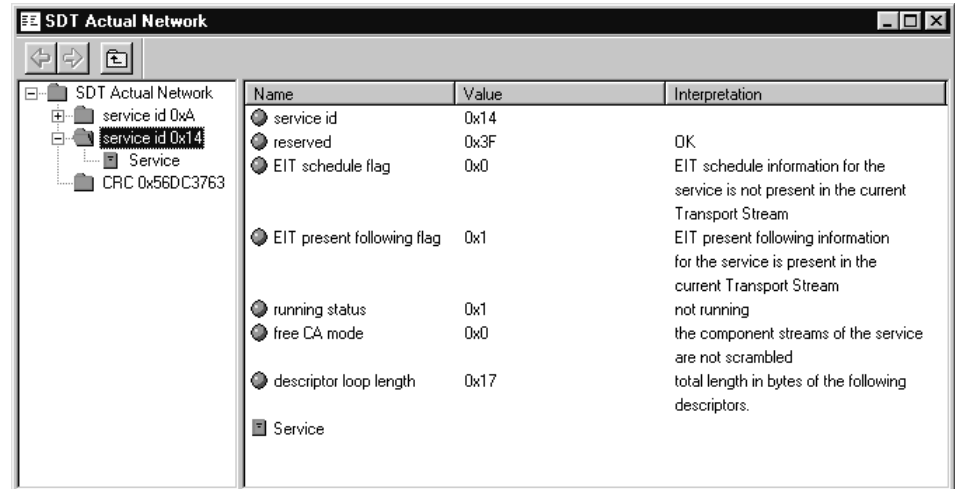 SDT Actual Network
SDT Actual Network
service id 0xA
service id 0x14
Service
CRC 0x56DC3763
Name Value Interpretation
service id 0x14
reserved 0x3F OK
EIT schedule flag 0x0 EIT schedule information for the
service is not present in the current
Transport Stream
EIT present following flag 0x1 EIT present following information
for the service is present in the
current Transport Stream
running status 0x1 not running
free CA mode 0x0 the component streams of the service
are not scrambled
descriptor loop length 0x17 total length in bytes of the following
descriptors.
Service